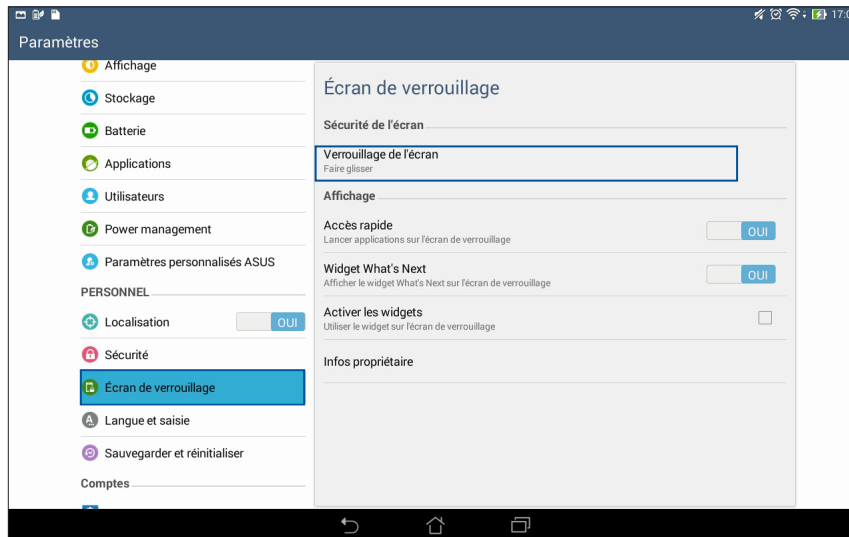 17:0
Paramètres
Affichage
Stockage
Batterie
Applications
Utilisateurs
Power management
Paramètres personnalisés ASUS
PERSONNEL
Localisation OUI
Sécurité
Écran de verrouillage
Langue et saisie
Sauvegarder et réinitialiser
Comptes
Écran de verrouillage
Sécurité de l'écran
Verrouillage de l'écran
Faire glisser
Affichage
Accès rapide
Lancer applications sur l'écran de verrouillage
OUI
Widget What's Next
Afficher le widget What's Next sur l'écran de verrouillage
OUI
Activer les widgets
Utiliser le widget sur l'écran de verrouillage
Infos propriétaire